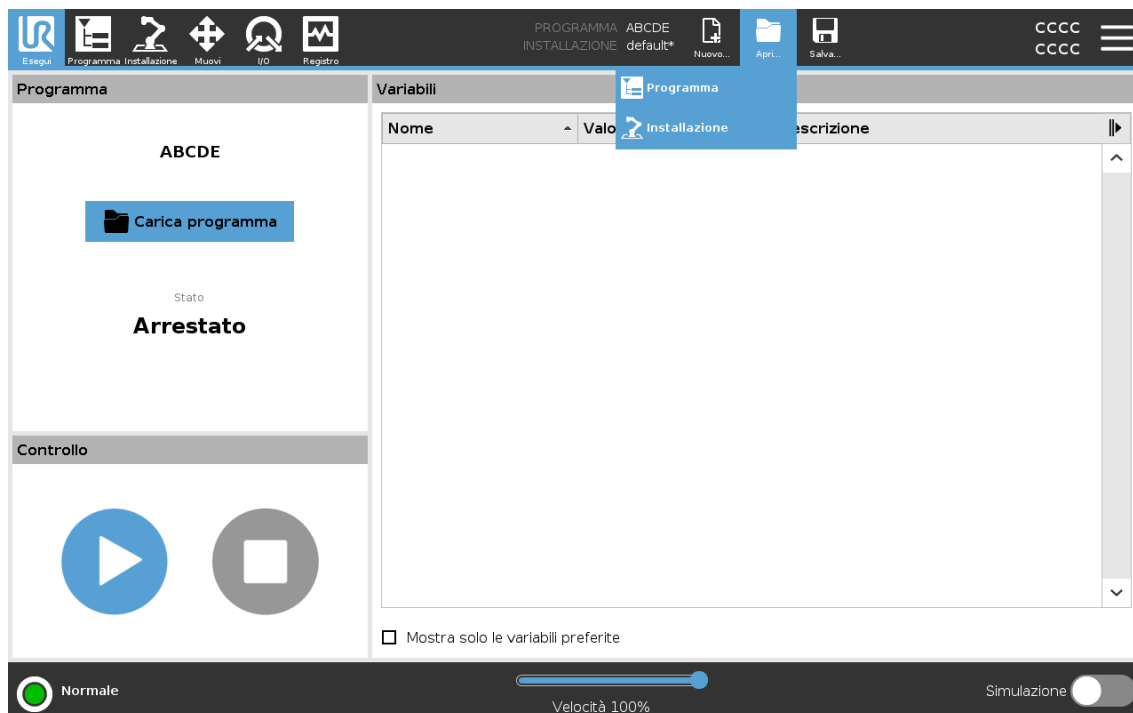 UR
Esegui
Programma
Installazione
Muovi
I/O
Registro
PROGRAMMA ABCDE
INSTALLAZIONE default*
Nuovo...
Apri...
Salva...
CCCC
CCCC
Programma
Installazione
Programma
ABCDE
Carica programma
Stato
Arrestato
Controllo
Variabili
Nome Valo escrizione
Mostra solo le variabili preferite
Normale
Velocità 100%
Simulazione